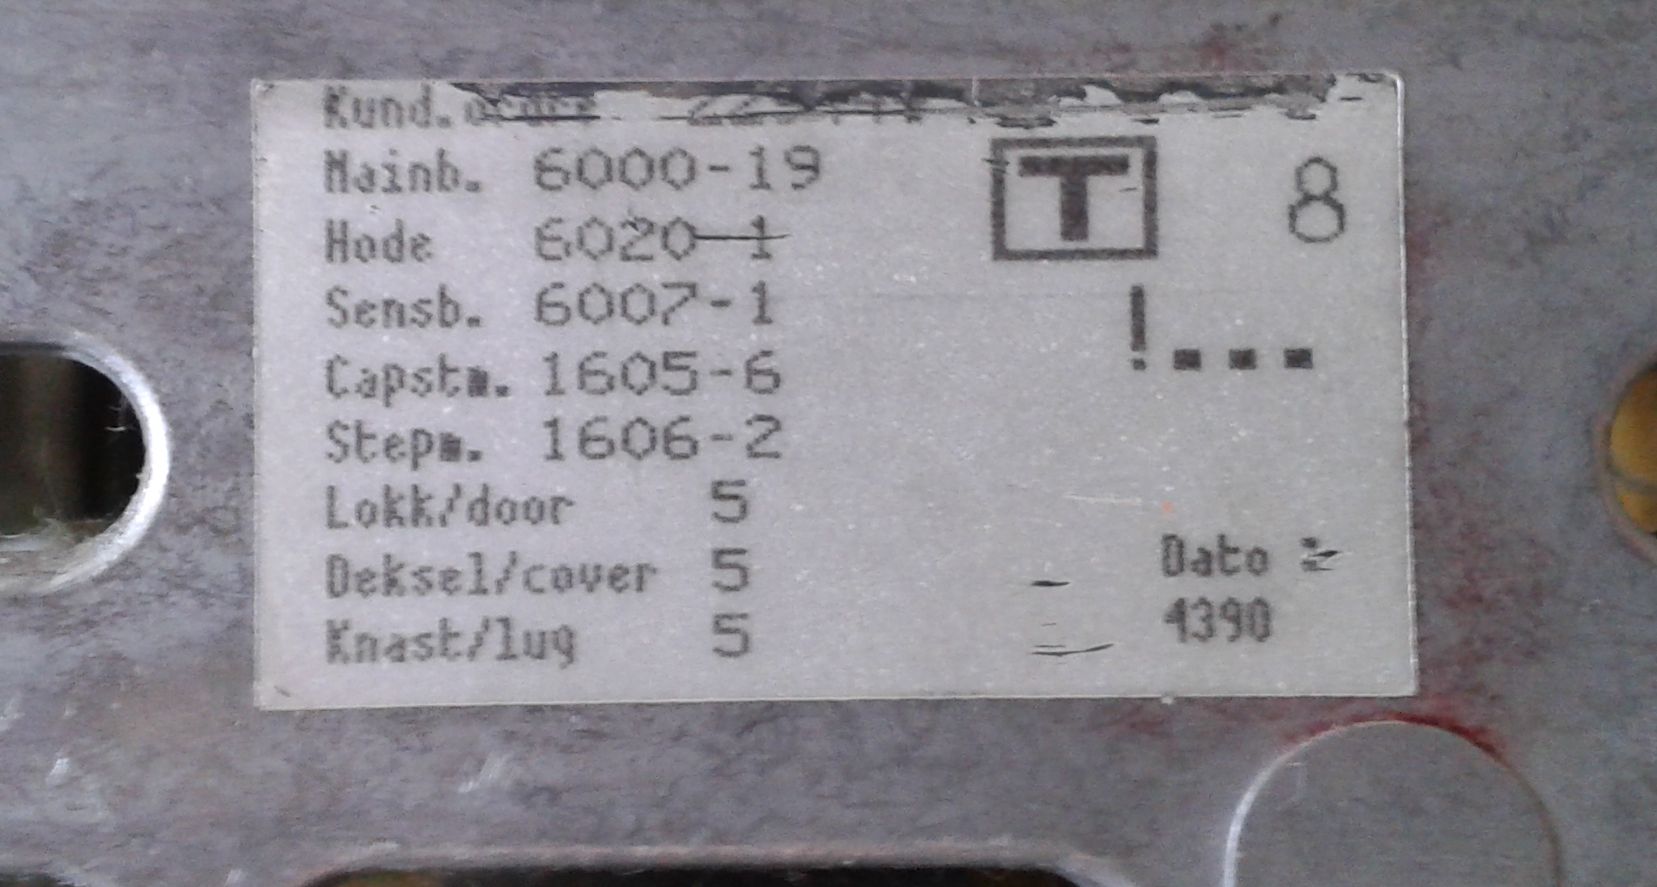 Kund.ordre
Mainb. 6000-19
T 8
Hode 6020-1
Sensb. 6007-1
!...
Capstm. 1605-6
Stepm. 1606-2
Lokk/door 5
Deksel/cover 5
Dato :
Knast/lug 5
4390